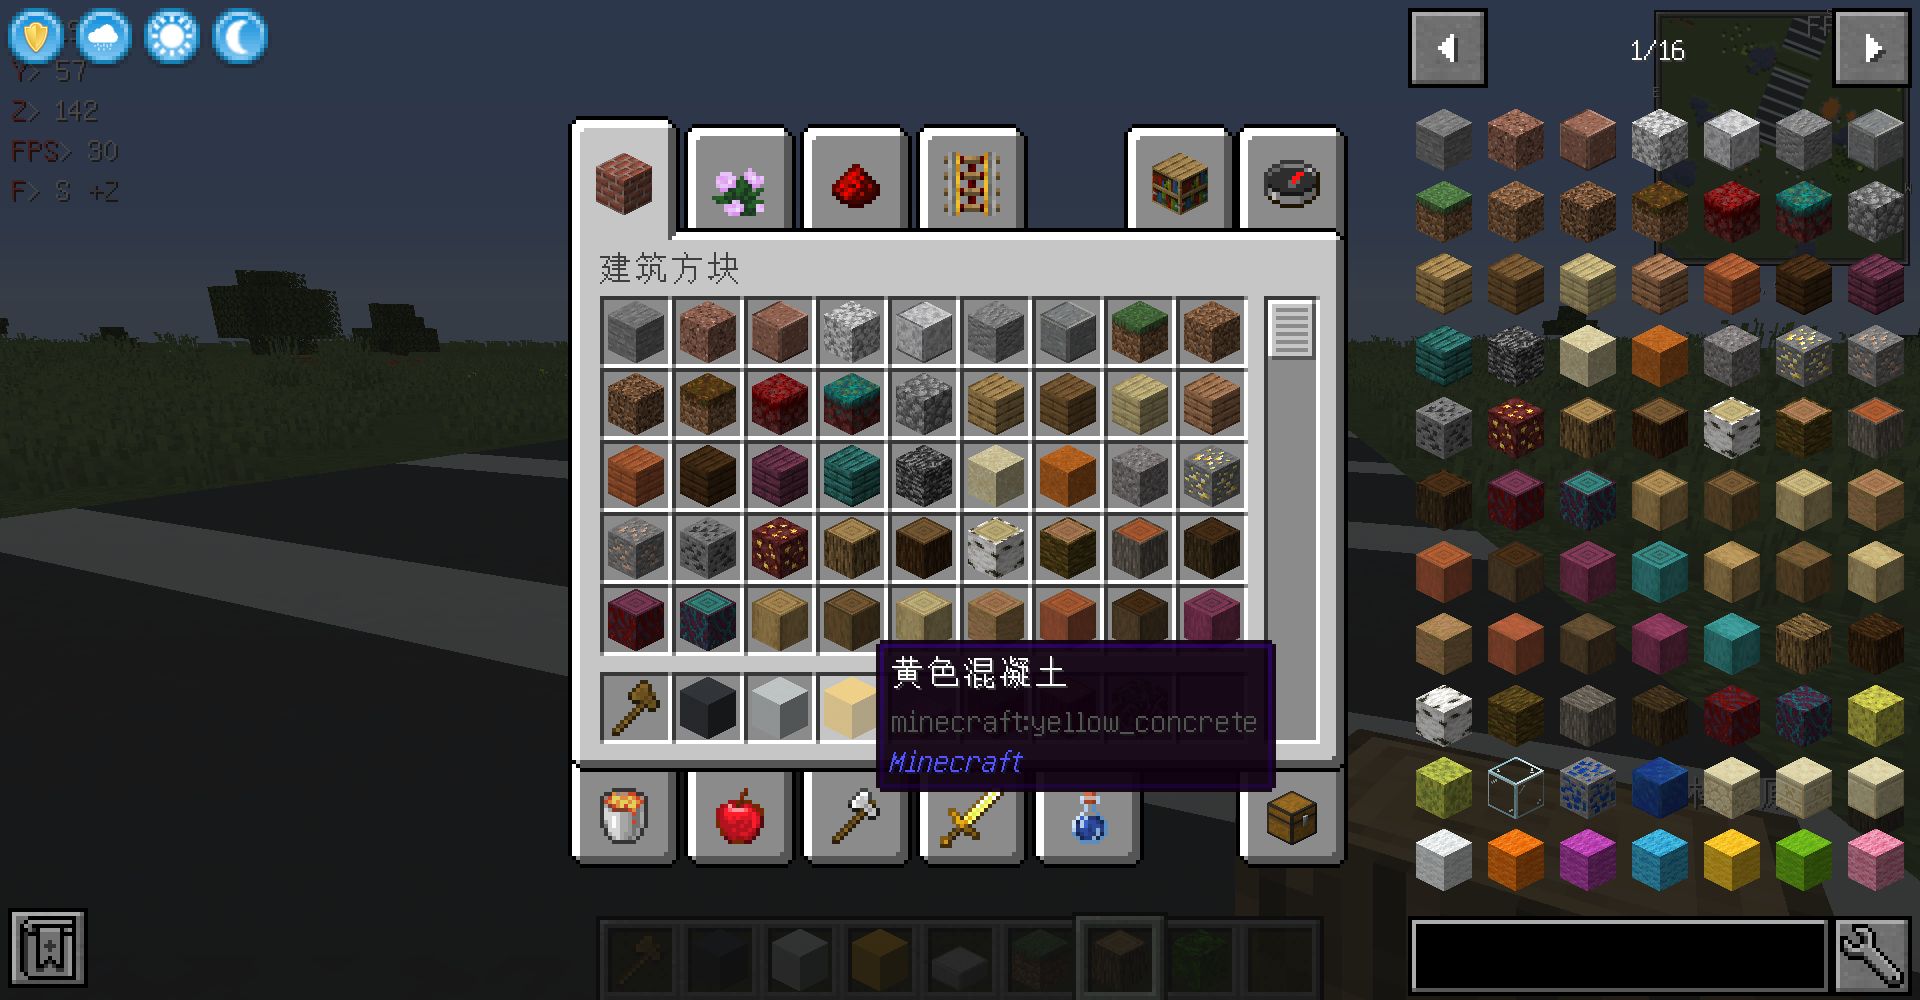 Y> 57
Z> 142
FPS> 30
F> S +Z
1/16
建筑方块
黄色混凝土
minecraft:yellow_concrete
Minecraft